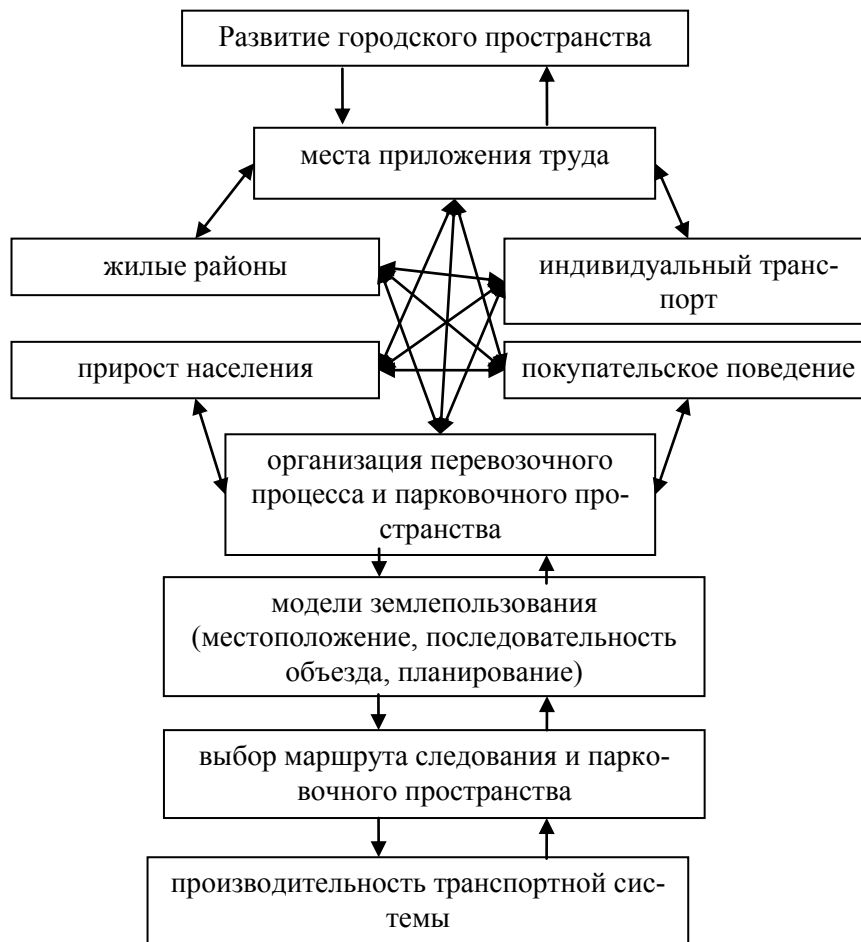 Развитие городского пространства
места приложения труда
жилые районы
индивидуальный транс-
порт
прирост населения
покупательское поведение
организация перевозочного
процесса и парковочного про-
странства
модели землепользования
(местоположение, последовательность
объезда, планирование)
выбор маршрута следования и парко-
вочного пространства
производительность транспортной сис-
темы